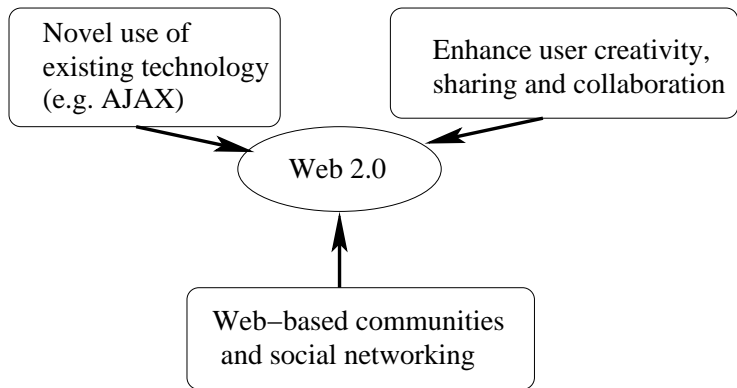 Novel use of
existing technology
(e.g. AJAX)
Enhance user creativity,
sharing and collaboration
Web 2.0
Web−based communities
and social networking